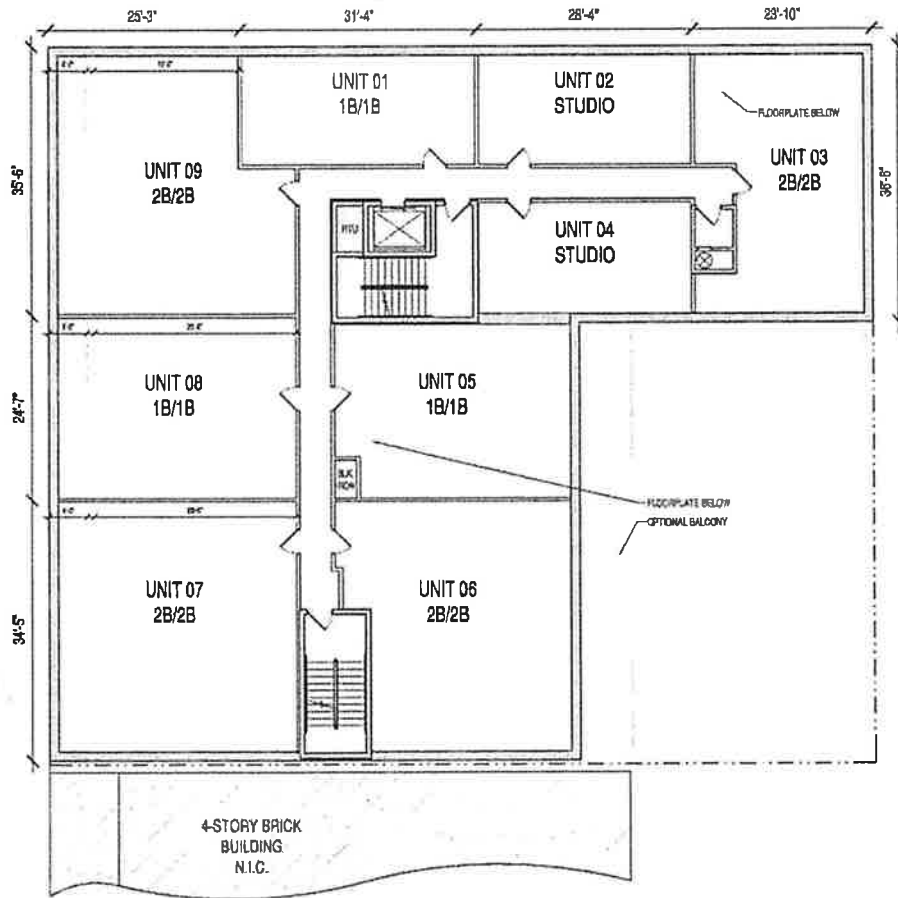 25'-3"
31'-4"
28'-4"
23'-10"
UNIT 01
1B/1B
UNIT 02
STUDIO
FLOORPLATE BELOW
UNIT 03
2B/2B
UNIT 09
2B/2B
35'-6"
UNIT 04
STUDIO
UNIT 08
1B/1B
UNIT 05
1B/1B
24'-7"
FLOORPLATE BELOW
OPTIONAL BALCONY
UNIT 07
2B/2B
UNIT 06
2B/2B
34'-5"
4-STORY BRICK
BUILDING
N.I.C.